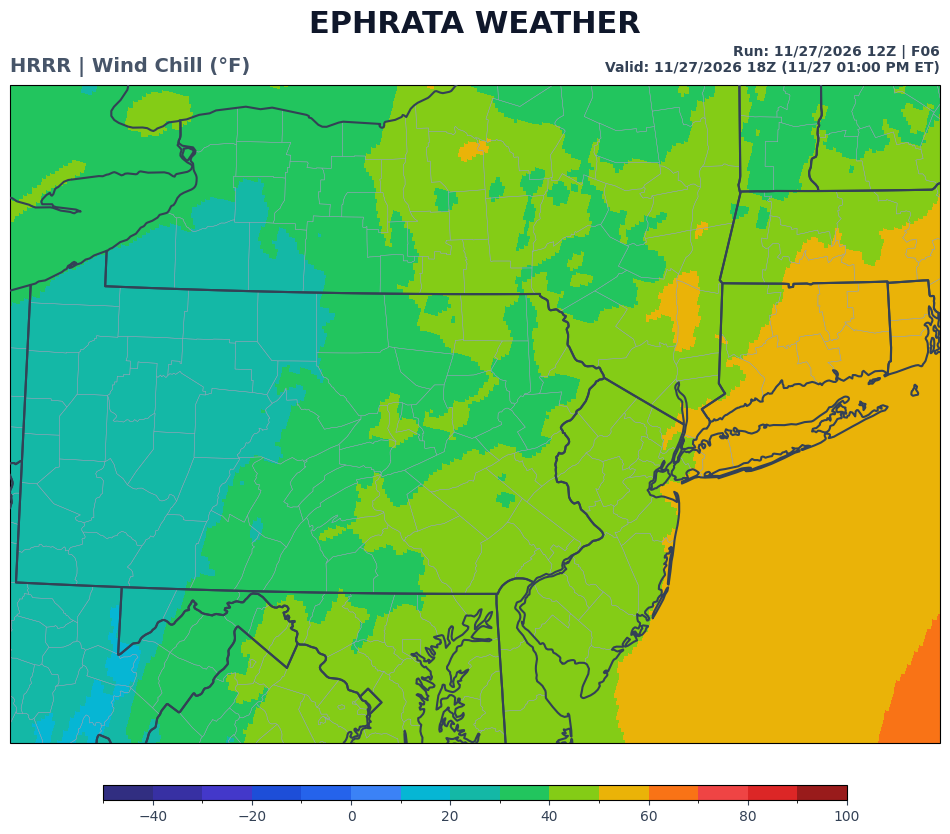 EPHRATA WEATHER
HRRR | Wind Chill (°F)
Run: 11/27/2026 12Z | F06
Valid: 11/27/2026 18Z (11/27 01:00 PM ET)
−40 −20 0 20 40 60 80 100